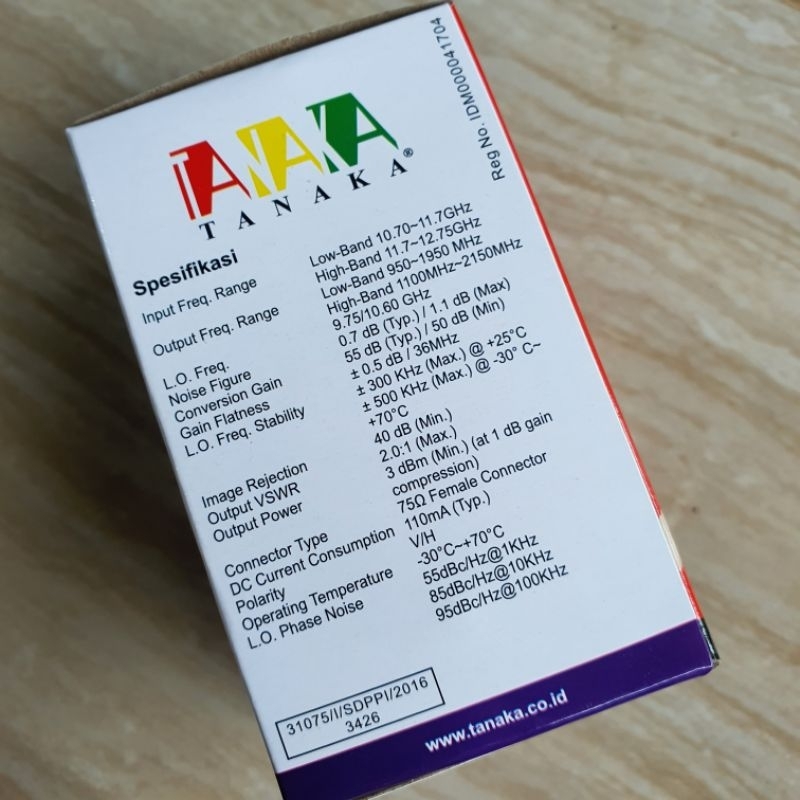 Reg No. IDM000041704
TANAKA
TANAKA®
Spesifikasi
Input Freq. Range Low-Band 10.70~11.7GHz
High-Band 11.7~12.75GHz
Output Freq. Range Low-Band 950~1950 MHz
High-Band 1100MHz~2150MHz
L.O. Freq. 9.75/10.60 GHz
Noise Figure 0.7 dB (Typ.) / 1.1 dB (Max)
Conversion Gain 55 dB (Typ.) / 50 dB (Min)
Gain Flatness ± 0.5 dB / 36MHz
L.O. Freq. Stability ± 300 KHz (Max.) @ +25°C
± 500 KHz (Max.) @ -30° C~
+70°C
Image Rejection 40 dB (Min.)
Output VSWR 2.0:1 (Max.)
Output Power 3 dBm (Min.) (at 1 dB gain
compression)
Connector Type 75Ω Female Connector
DC Current Consumption 110mA (Typ.)
Polarity V/H
Operating Temperature -30°C~+70°C
L.O. Phase Noise 55dBc/Hz@1KHz
85dBc/Hz@10KHz
95dBc/Hz@100KHz
31075/I/SDPPI/2016
3426
www.tanaka.co.id